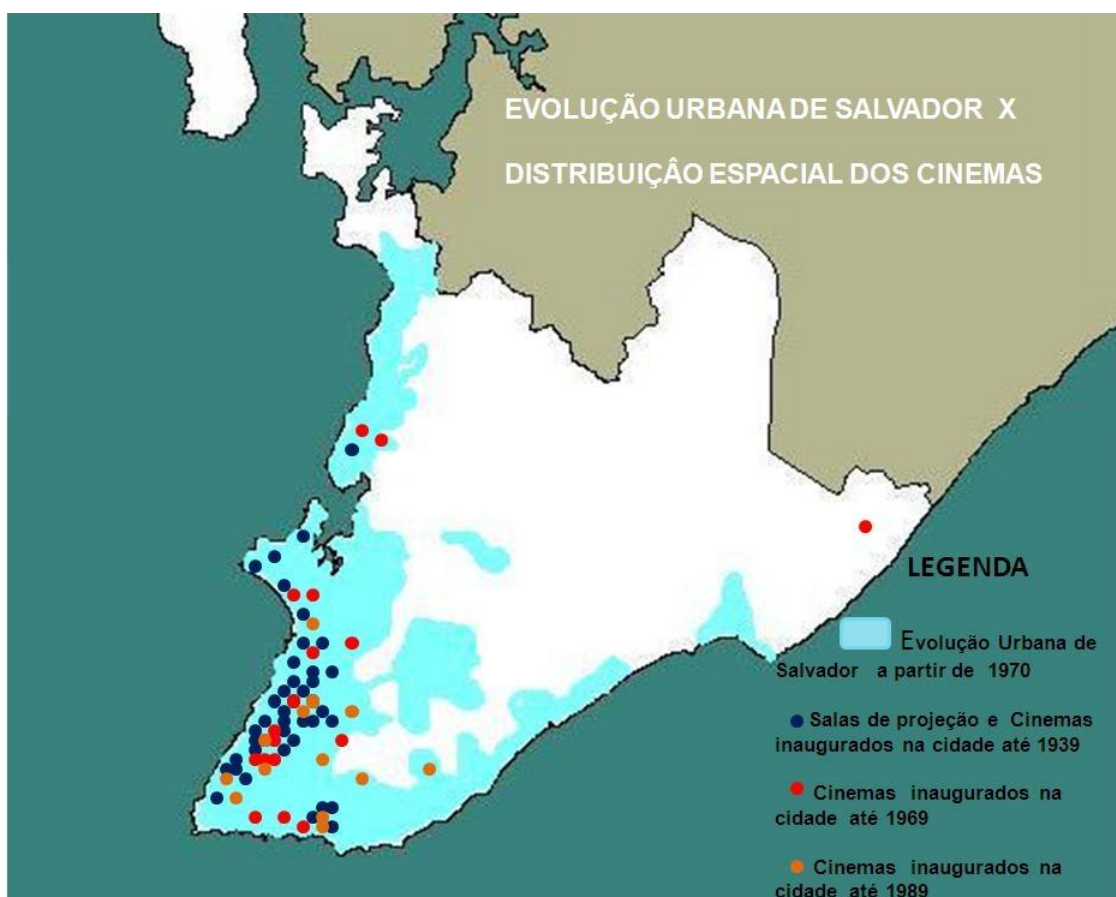 EVOLUÇÃO URBANA DE SALVADOR X
DISTRIBUIÇÂO ESPACIAL DOS CINEMAS
LEGENDA
Evolução Urbana de
Salvador a partir de 1970
Salas de projeção e Cinemas
inaugurados na cidade até 1939
Cinemas inaugurados na
cidade até 1969
Cinemas inaugurados na
cidade até 1989